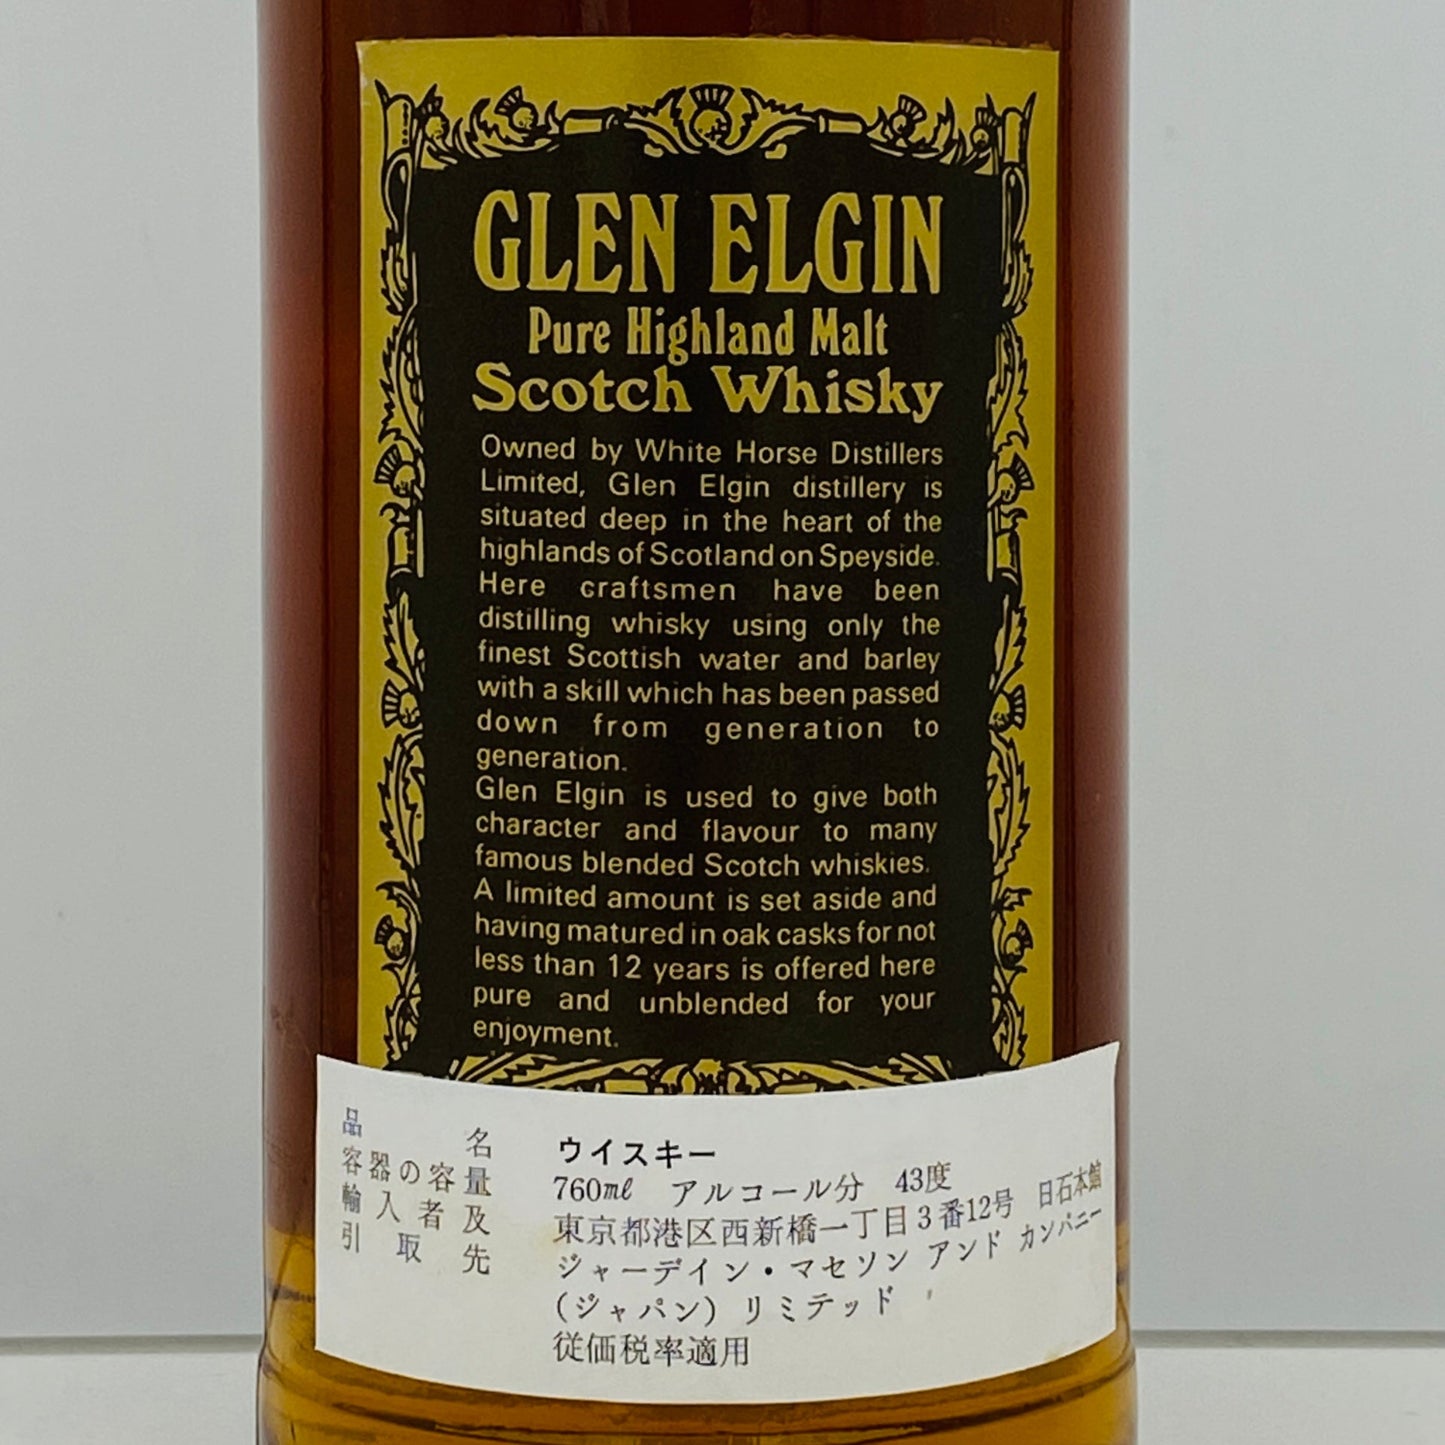 GLEN ELGIN
Pure Highland Malt
Scotch Whisky
Owned by White Horse Distillers
Limited, Glen Elgin distillery is
situated deep in the heart of the
highlands of Scotland on Speyside.
Here craftsmen have been
distilling whisky using only the
finest Scottish water and barley
with a skill which has been passed
down from generation to
generation.
Glen Elgin is used to give both
character and flavour to many
famous blended Scotch whiskies.
A limited amount is set aside and
having matured in oak casks for not
less than 12 years is offered here
pure and unblended for your
enjoyment.
品名 ウイスキー
容器の容量 760㎖ アルコール分 43度
輸入者及 東京都港区西新橋一丁目3番12号 日石本館
引取先 ジャーデイン・マセソン アンド カンパニー
(ジャパン) リミテッド
従価税率適用